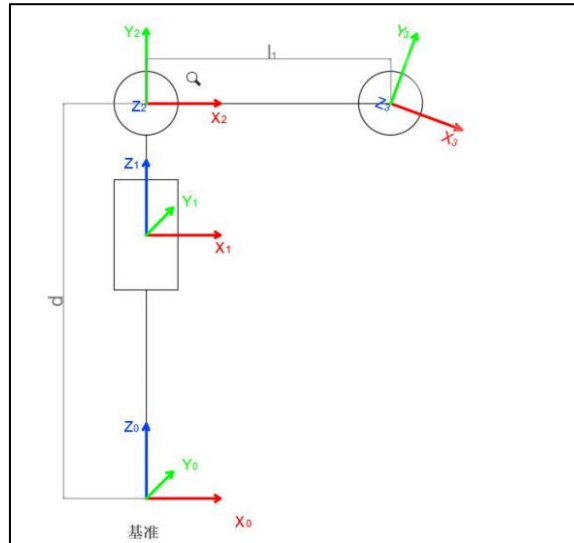 Y₂
l₁
Y₃
Z₂
X₂
Z₃
X₃
Z₁
Y₁
X₁
d
Z₀
Y₀
X₀
基准